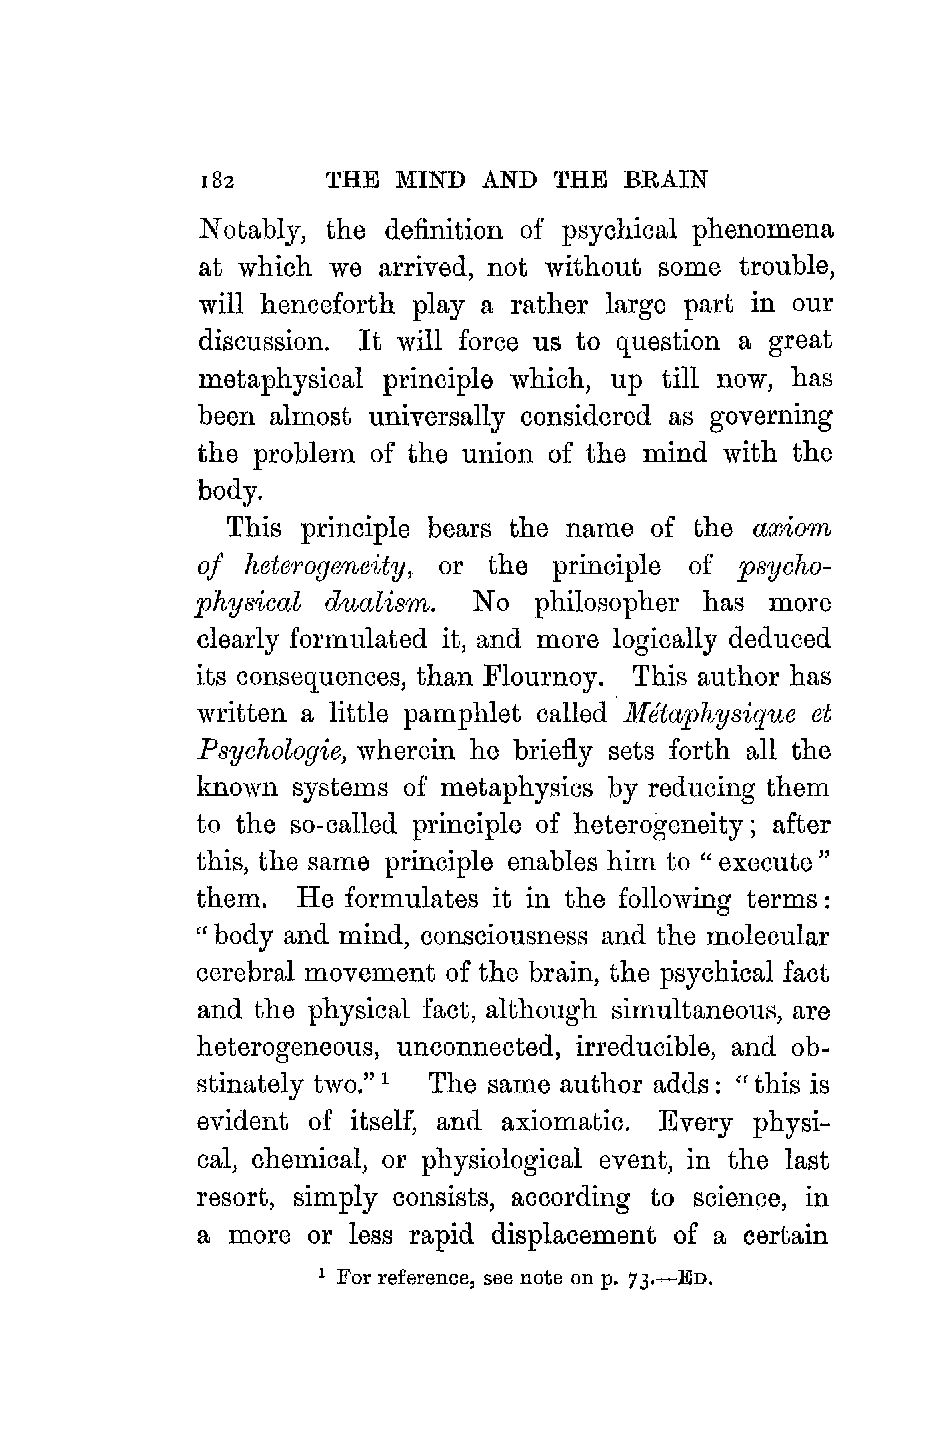 182 THE MIND AND THE BRAIN
Notably, the definition of psychical phenomena
at which we arrived, not without some trouble,
will henceforth play a rather large part in our
discussion. It will force us to question a great
metaphysical principle which, up till now, has
been almost universally considered as governing
the problem of the union of the mind with the
body.
This principle bears the name of the axiom
of heterogeneity, or the principle of psycho-
physical dualism. No philosopher has more
clearly formulated it, and more logically deduced
its consequences, than Flournoy. This author has
written a little pamphlet called Métaphysique et
Psychologie, wherein he briefly sets forth all the
known systems of metaphysics by reducing them
to the so-called principle of heterogeneity; after
this, the same principle enables him to "execute"
them. He formulates it in the following terms:
"body and mind, consciousness and the molecular
cerebral movement of the brain, the psychical fact
and the physical fact, although simultaneous, are
heterogeneous, unconnected, irreducible, and ob-
stinately two." ¹ The same author adds: "this is
evident of itself, and axiomatic. Every physi-
cal, chemical, or physiological event, in the last
resort, simply consists, according to science, in
a more or less rapid displacement of a certain
¹ For reference, see note on p. 73.—ED.